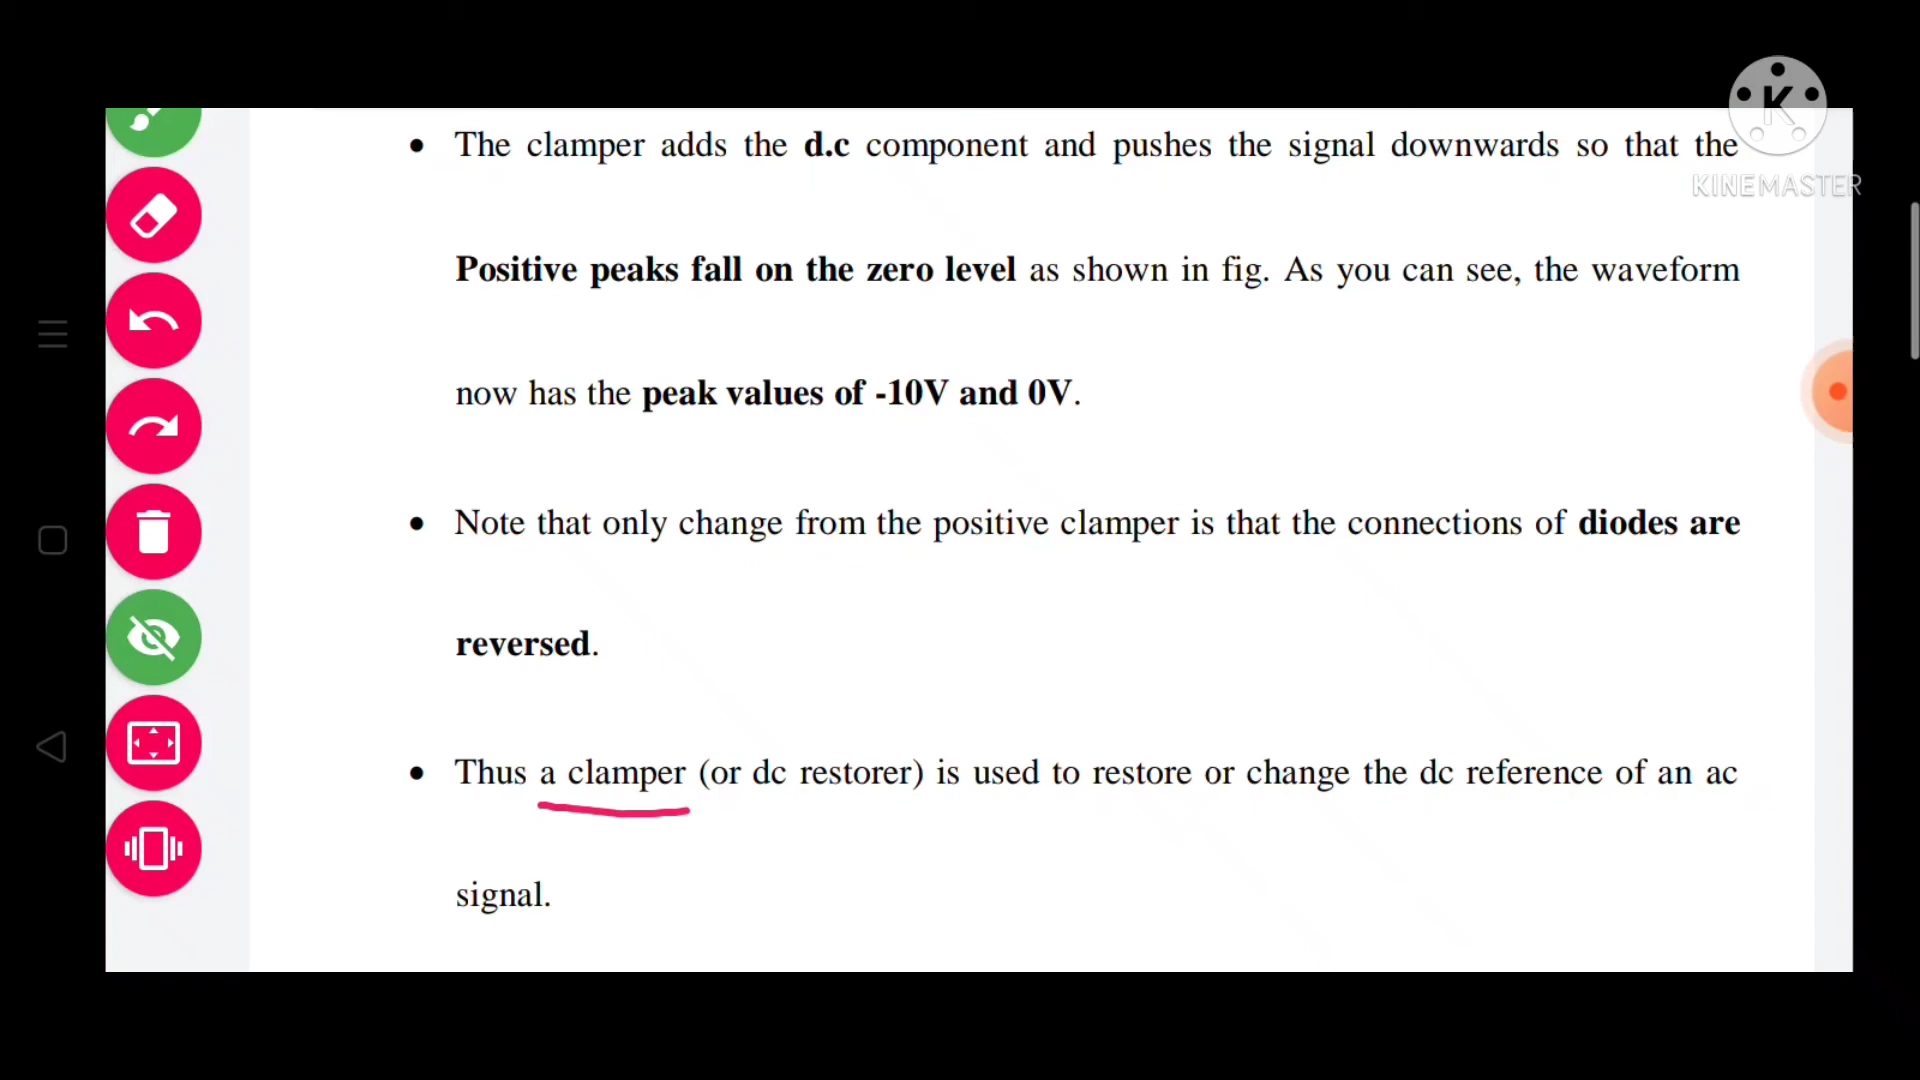 K
KINEMASTER
• The clamper adds the d.c component and pushes the signal downwards so that the
Positive peaks fall on the zero level as shown in fig. As you can see, the waveform
now has the peak values of -10V and 0V.
• Note that only change from the positive clamper is that the connections of diodes are
reversed.
• Thus a clamper (or dc restorer) is used to restore or change the dc reference of an ac
signal.